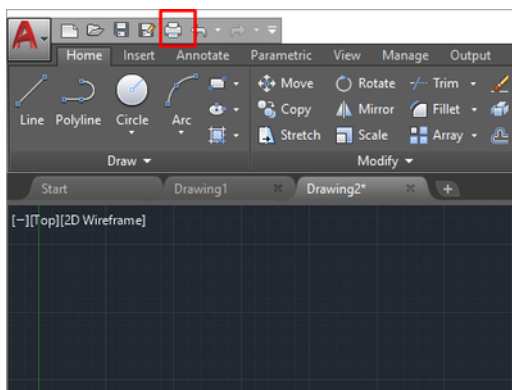 A
Home Insert Annotate Parametric View Manage Output
Line Polyline Circle Arc
Move Rotate Trim
Copy Mirror Fillet
Stretch Scale Array
Draw Modify
Start Drawing1 Drawing2*
[−][Top][2D Wireframe]